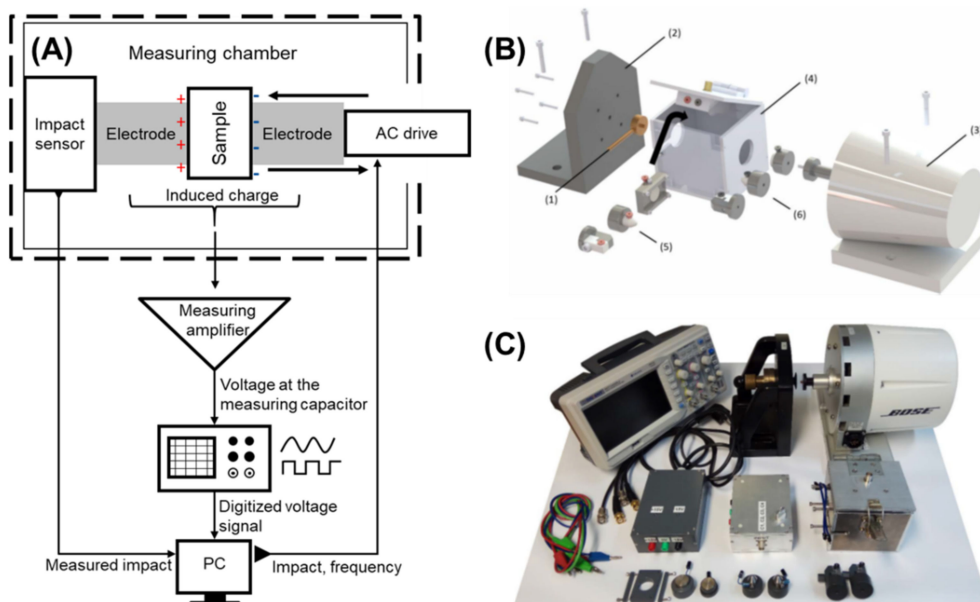 (A)
Measuring chamber
Impact
sensor
Electrode
+
+
+
+
Sample
-
-
-
-
Electrode
AC drive
Induced charge
Measuring
amplifier
Voltage at the
measuring capacitor
Digitized voltage
signal
Measured impact
PC
Impact, frequency
(B)
(2)
(4)
(3)
(1)
(6)
(5)
(C)
BOSE